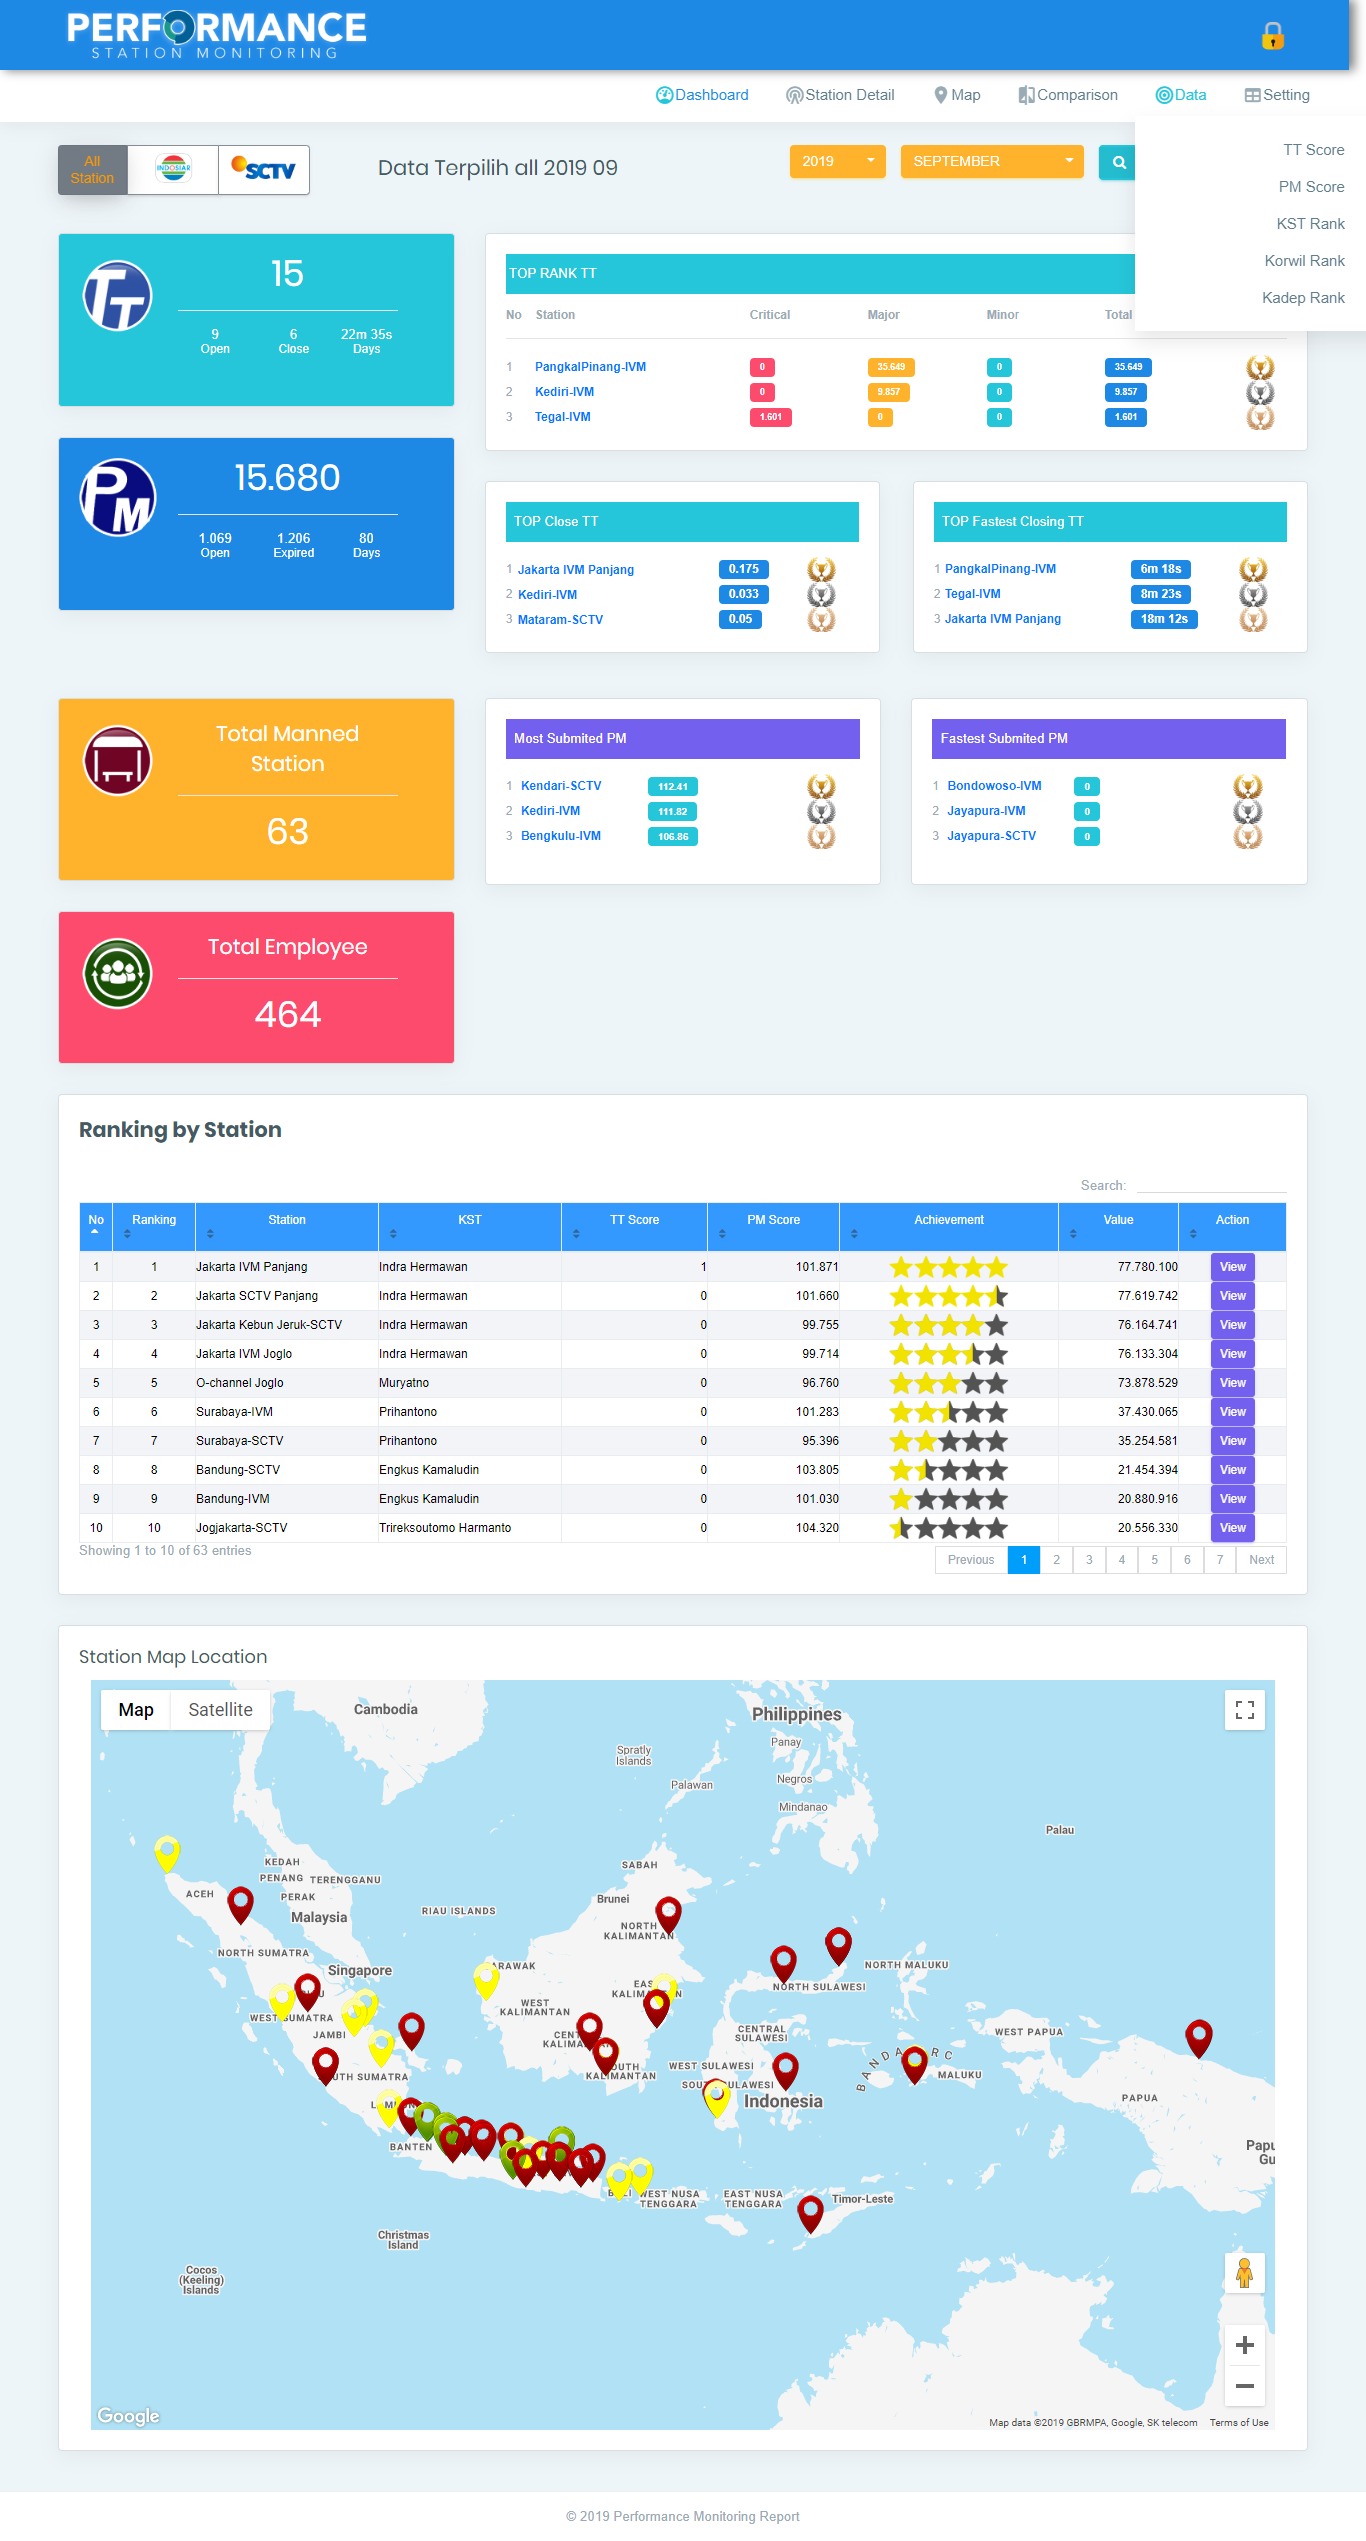 PERFORMANCE
STATION MONITORING
Dashboard Station Detail Map Comparison Data Setting
TT Score
PM Score
KST Rank
Korwil Rank
Kadep Rank
All
Station
INDOSIAR
SCTV
Data Terpilih all 2019 09
2019 SEPTEMBER
TT
15
9 6 22m 35s
Open Close Days
PM
15.680
1.069 1.206 80
Open Expired Days
TOP RANK TT
No Station Critical Major Minor Total
1 PangkalPinang-IVM 0 35.649 0 35.649
2 Kediri-IVM 0 9.857 0 9.857
3 Tegal-IVM 1.601 0 0 1.601
TOP Close TT
1 Jakarta IVM Panjang 0.175
2 Kediri-IVM 0.033
3 Mataram-SCTV 0.05
TOP Fastest Closing TT
1 PangkalPinang-IVM 6m 18s
2 Tegal-IVM 8m 23s
3 Jakarta IVM Panjang 18m 12s
Total Manned
Station
63
Most Submited PM
1 Kendari-SCTV 112.41
2 Kediri-IVM 111.82
3 Bengkulu-IVM 106.86
Fastest Submited PM
1 Bondowoso-IVM 0
2 Jayapura-IVM 0
3 Jayapura-SCTV 0
Total Employee
464
Ranking by Station
Search:
No Ranking Station KST TT Score PM Score Achievement Value Action
1 1 Jakarta IVM Panjang Indra Hermawan 1 101.871 77.780.100 View
2 2 Jakarta SCTV Panjang Indra Hermawan 0 101.660 77.619.742 View
3 3 Jakarta Kebun Jeruk-SCTV Indra Hermawan 0 99.755 76.164.741 View
4 4 Jakarta IVM Joglo Indra Hermawan 0 99.714 76.133.304 View
5 5 O-channel Joglo Muryatno 0 96.760 73.878.529 View
6 6 Surabaya-IVM Prihantono 0 101.283 37.430.065 View
7 7 Surabaya-SCTV Prihantono 0 95.396 35.254.581 View
8 8 Bandung-SCTV Engkus Kamaludin 0 103.805 21.454.394 View
9 9 Bandung-IVM Engkus Kamaludin 0 101.030 20.880.916 View
10 10 Jogjakarta-SCTV Trireksoutomo Harmanto 0 104.320 20.556.330 View
Showing 1 to 10 of 63 entries
Previous 1 2 3 4 5 6 7 Next
Station Map Location
Map Satellite
Cambodia
Philippines
Panay
Spratly
Islands
Palawan
Negros
Mindanao
Palau
KEDAH
PENANG TERENGGANU
PERAK
ACEH
SABAH
Brunei
Malaysia
RIAU ISLANDS
NORTH
KALIMANTAN
NORTH SUMATRA
Singapore
NORTH MALUKU
NORTH SULAWESI
WEST
KALIMANTAN
WEST SUMATRA
JAMBI
CENTRAL
SULAWESI
WEST PAPUA
WEST SULAWESI
KALIMANTAN
BANDA ARC
MALUKU
Indonesia
PAPUA
BANTEN
WEST NUSA
TENGGARA
EAST NUSA
TENGGARA
Timor-Leste
Christmas
Island
Cocos
(Keeling)
Islands
Google
Map data ©2019 GBRMPA, Google, SK telecom Terms of Use
© 2019 Performance Monitoring Report